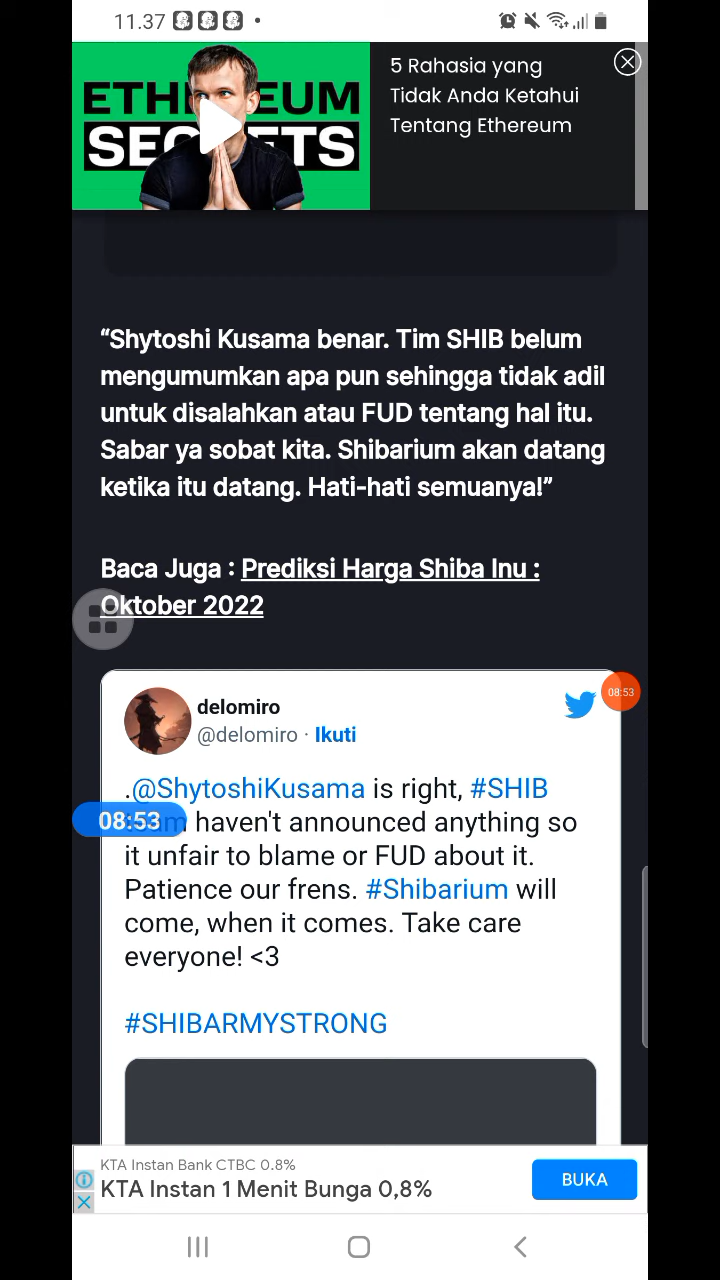 11.37
ETHEUM
SECETS
5 Rahasia yang
Tidak Anda Ketahui
Tentang Ethereum
“Shytoshi Kusama benar. Tim SHIB belum
mengumumkan apa pun sehingga tidak adil
untuk disalahkan atau FUD tentang hal itu.
Sabar ya sobat kita. Shibarium akan datang
ketika itu datang. Hati-hati semuanya!”
Baca Juga : Prediksi Harga Shiba Inu :
Oktober 2022
delomiro
@delomiro · Ikuti
08:53
.@ShytoshiKusama is right, #SHIB
08:53 team haven't announced anything so
it unfair to blame or FUD about it.
Patience our frens. #Shibarium will
come, when it comes. Take care
everyone! <3
#SHIBARMYSTRONG
KTA Instan Bank CTBC 0.8%
KTA Instan 1 Menit Bunga 0,8%
BUKA